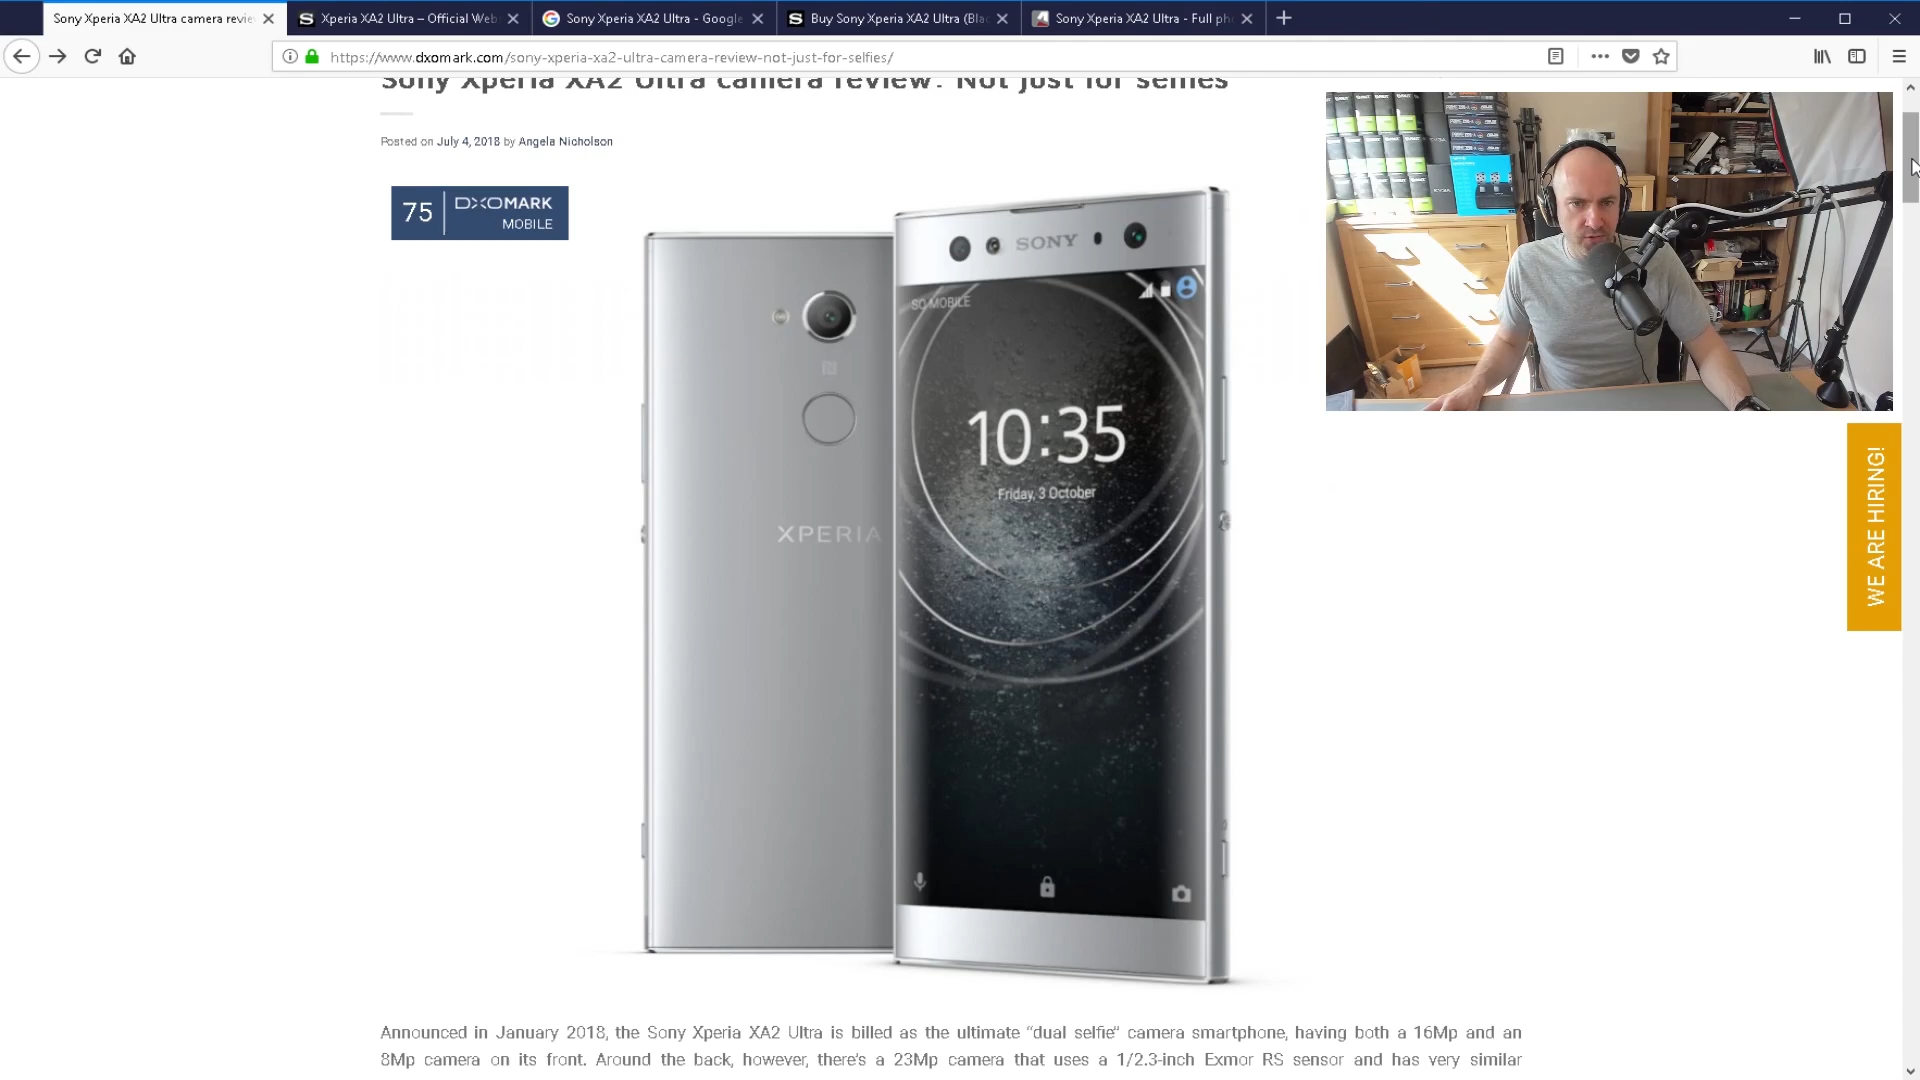 Sony Xperia XA2 Ultra camera revie
Xperia XA2 Ultra – Official Web
Sony Xperia XA2 Ultra - Google
Buy Sony Xperia XA2 Ultra (Blac
Sony Xperia XA2 Ultra - Full ph
https://www.dxomark.com/sony-xperia-xa2-ultra-camera-review-not-just-for-selfies/
Sony Xperia XA2 Ultra camera review: Not just for selfies
Posted on July 4, 2018 by Angela Nicholson
75 DXOMARK
MOBILE
SONY
SO MOBILE
10:35
Friday, 3 October
XPERIA
WE ARE HIRING!
Announced in January 2018, the Sony Xperia XA2 Ultra is billed as the ultimate “dual selfie” camera smartphone, having both a 16Mp and an
8Mp camera on its front. Around the back, however, there’s a 23Mp camera that uses a 1/2.3-inch Exmor RS sensor and has very similar